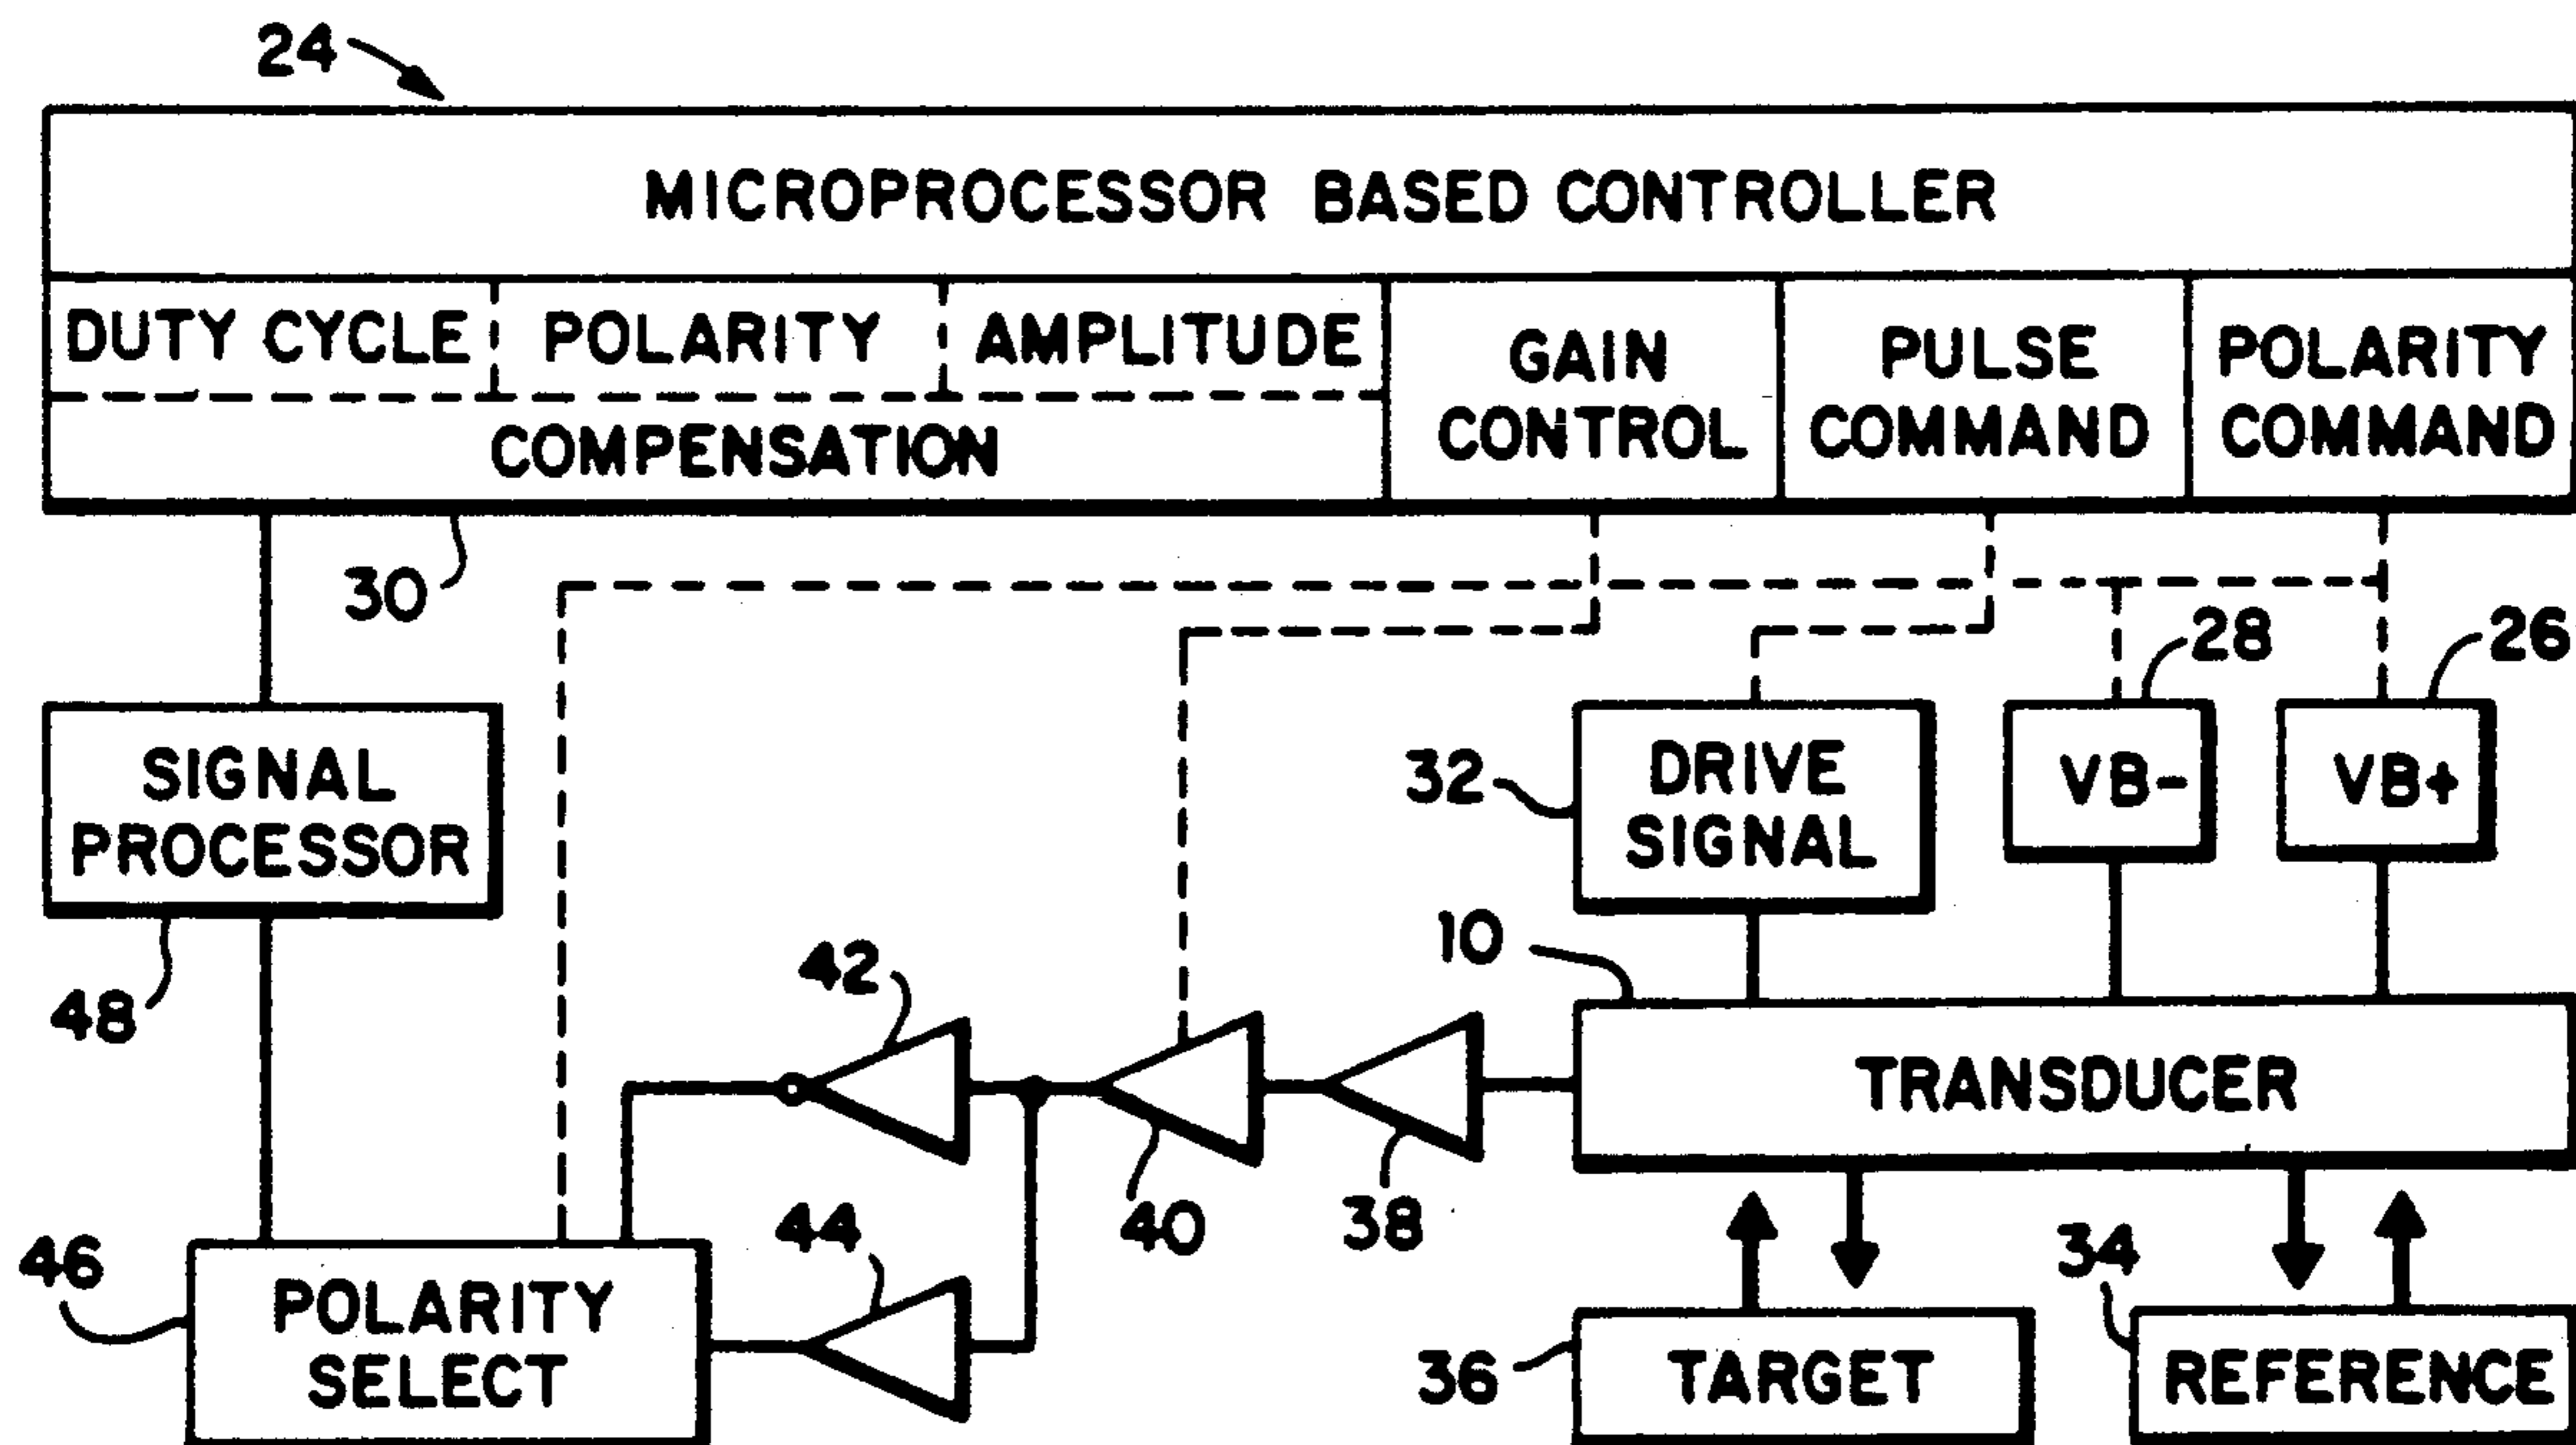 24
MICROPROCESSOR BASED CONTROLLER
DUTY CYCLE
POLARITY
AMPLITUDE
COMPENSATION
GAIN
CONTROL
PULSE
COMMAND
POLARITY
COMMAND
30
28
26
SIGNAL
PROCESSOR
48
32
DRIVE
SIGNAL
VB-
VB+
10
TRANSDUCER
42
40
38
44
46
POLARITY
SELECT
36
TARGET
34
REFERENCE